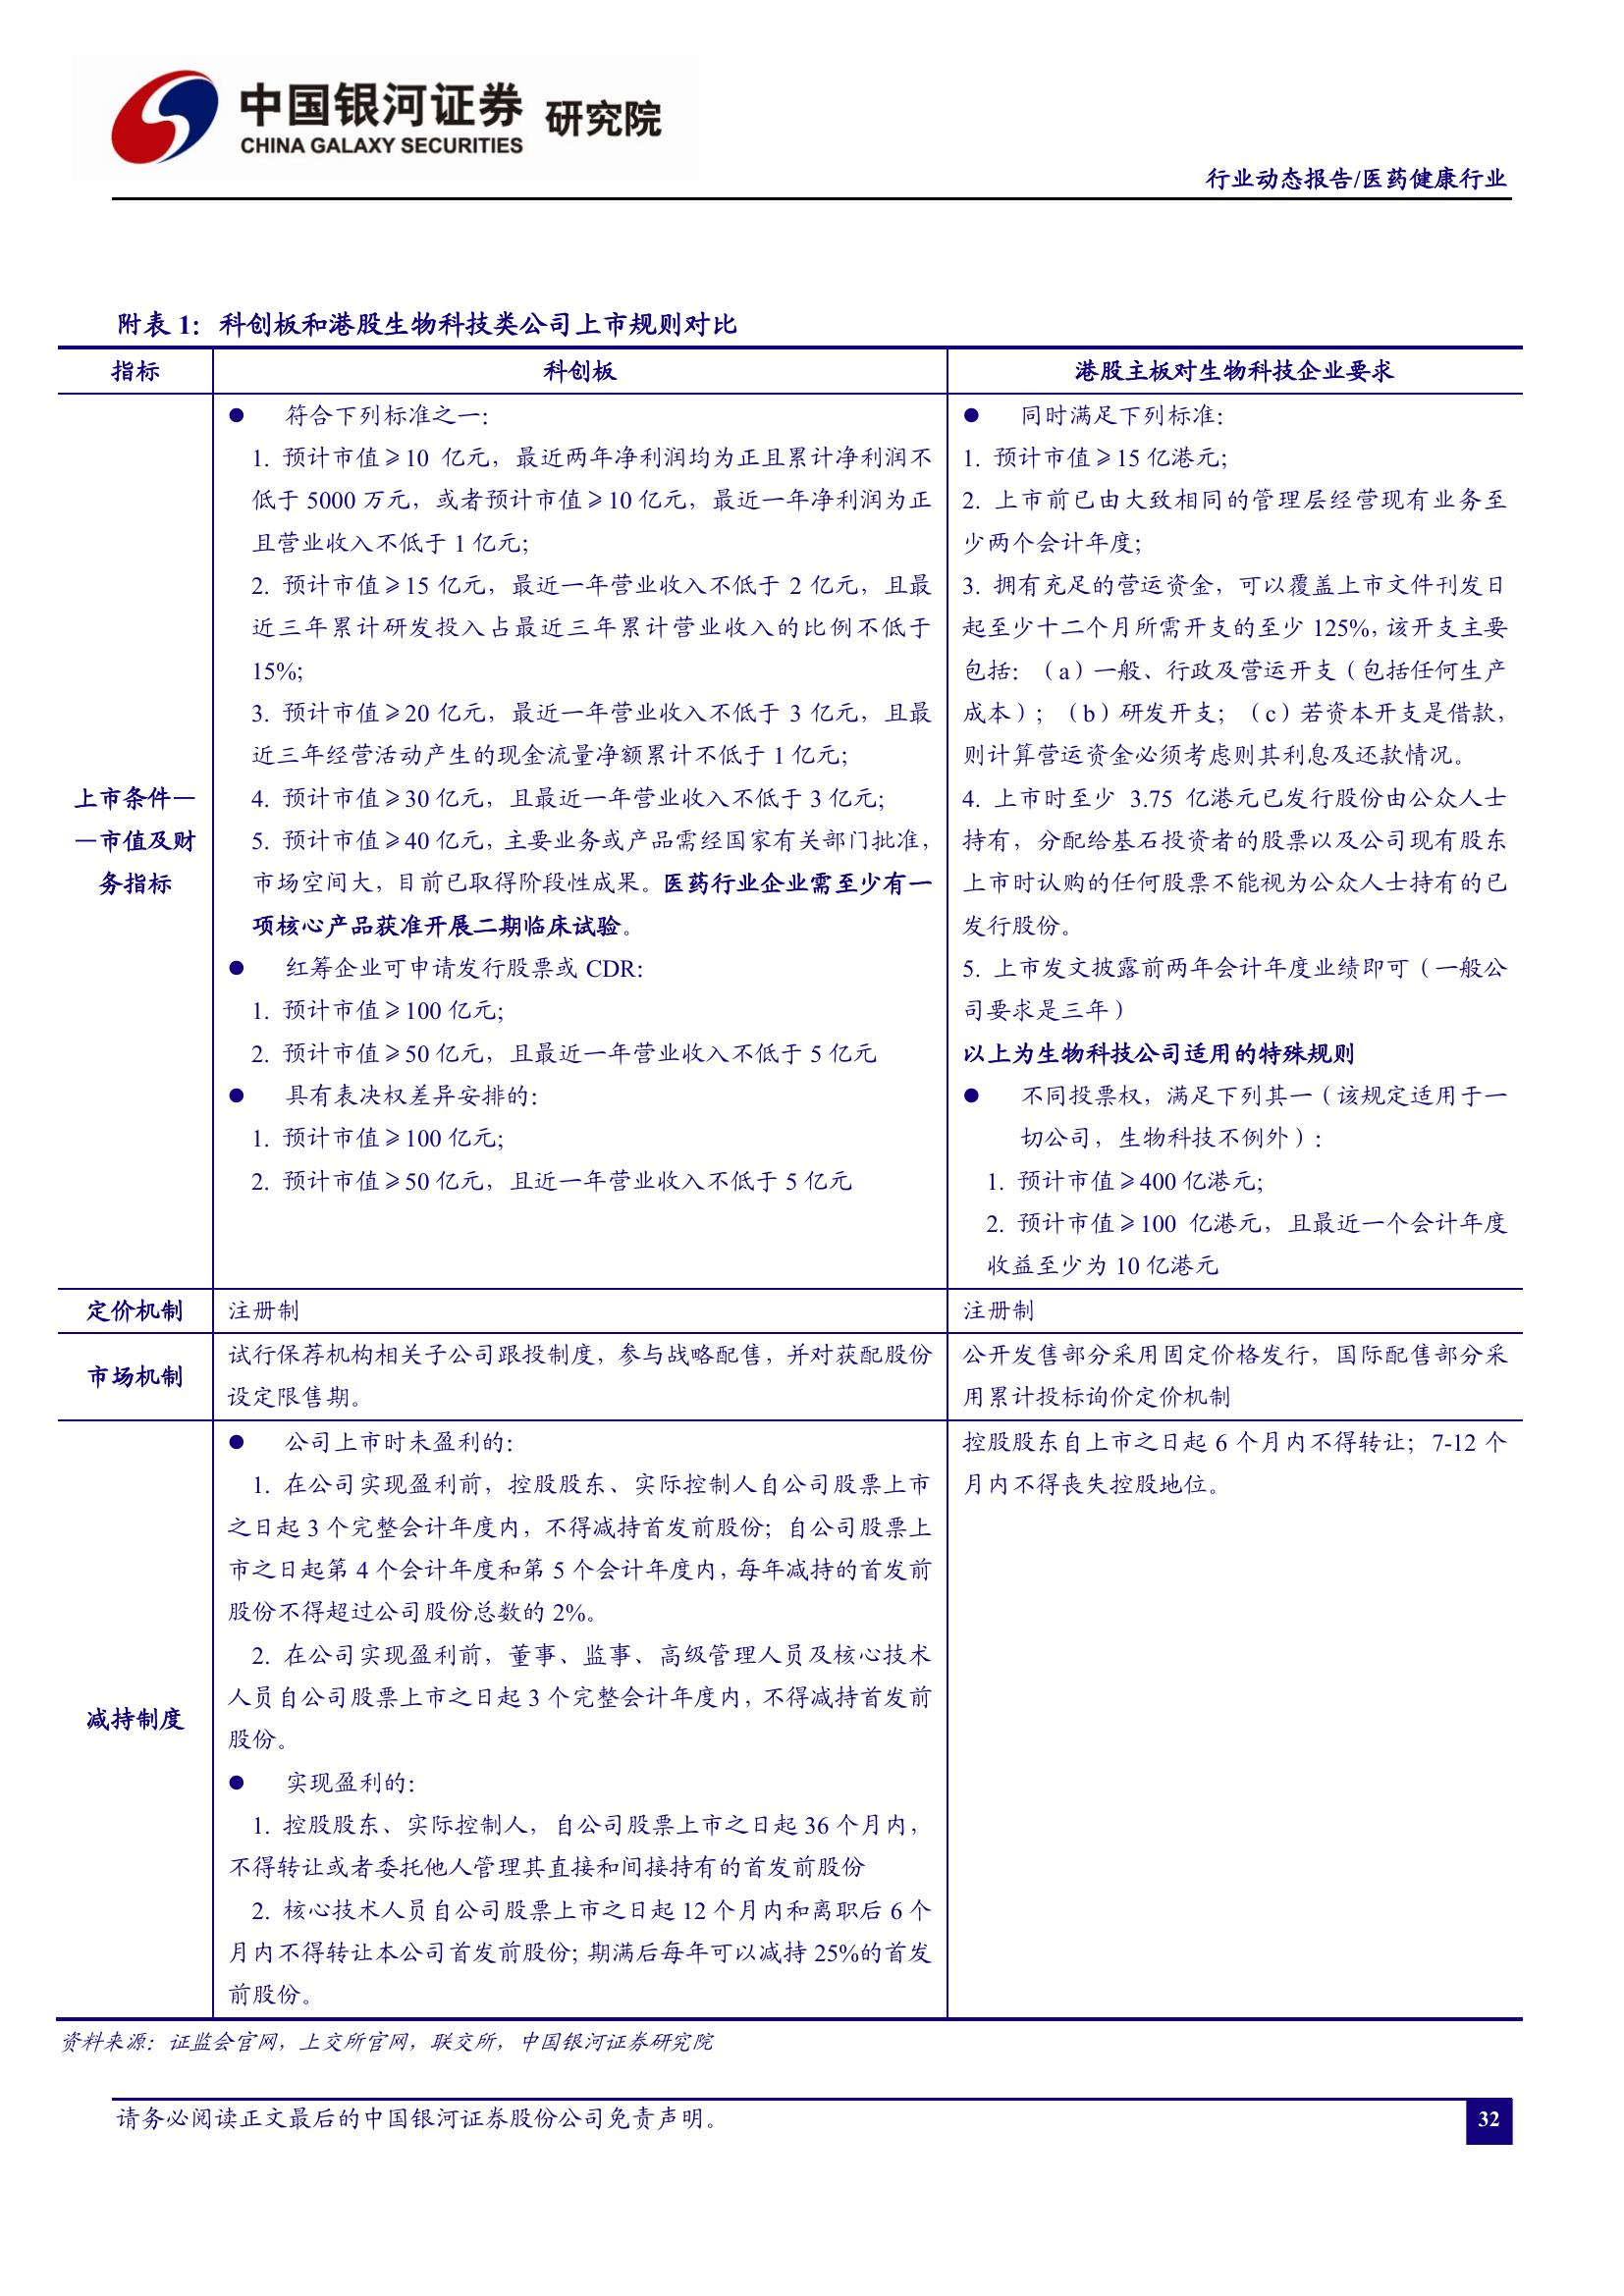 中国银河证券 研究院
CHINA GALAXY SECURITIES
行业动态报告/医药健康行业
附表 1：科创板和港股生物科技类公司上市规则对比
指标
科创板
港股主板对生物科技企业要求
上市条件—
—市值及财
务指标
● 符合下列标准之一：
1. 预计市值≥10 亿元，最近两年净利润均为正且累计净利润不
低于 5000 万元，或者预计市值≥10 亿元，最近一年净利润为正
且营业收入不低于 1 亿元；
2. 预计市值≥15 亿元，最近一年营业收入不低于 2 亿元，且最
近三年累计研发投入占最近三年累计营业收入的比例不低于
15%;
3. 预计市值≥20 亿元，最近一年营业收入不低于 3 亿元，且最
近三年经营活动产生的现金流量净额累计不低于 1 亿元；
4. 预计市值≥30 亿元，且最近一年营业收入不低于 3 亿元；
5. 预计市值≥40 亿元，主要业务或产品需经国家有关部门批准，
市场空间大，目前已取得阶段性成果。医药行业企业需至少有一
项核心产品获准开展二期临床试验。
● 红筹企业可申请发行股票或 CDR：
1. 预计市值≥100 亿元；
2. 预计市值≥50 亿元，且最近一年营业收入不低于 5 亿元
● 具有表决权差异安排的：
1. 预计市值≥100 亿元；
2. 预计市值≥50 亿元，且近一年营业收入不低于 5 亿元
● 同时满足下列标准：
1. 预计市值≥15 亿港元；
2. 上市前已由大致相同的管理层经营现有业务至
少两个会计年度；
3. 拥有充足的营运资金，可以覆盖上市文件刊发日
起至少十二个月所需开支的至少 125%，该开支主要
包括：（a）一般、行政及营运开支（包括任何生产
成本）；（b）研发开支；（c）若资本开支是借款，
则计算营运资金必须考虑则其利息及还款情况。
4. 上市时至少 3.75 亿港元已发行股份由公众人士
持有，分配给基石投资者的股票以及公司现有股东
上市时认购的任何股票不能视为公众人士持有的已
发行股份。
5. 上市发文披露前两年会计年度业绩即可（一般公
司要求是三年）
以上为生物科技公司适用的特殊规则
● 不同投票权，满足下列其一（该规定适用于一
切公司，生物科技不例外）：
1. 预计市值≥400 亿港元；
2. 预计市值≥100 亿港元，且最近一个会计年度
收益至少为 10 亿港元
定价机制
注册制
注册制
市场机制
试行保荐机构相关子公司跟投制度，参与战略配售，并对获配股份
设定限售期。
公开发售部分采用固定价格发行，国际配售部分采
用累计投标询价定价机制
减持制度
● 公司上市时未盈利的：
1. 在公司实现盈利前，控股股东、实际控制人自公司股票上市
之日起 3 个完整会计年度内，不得减持首发前股份；自公司股票上
市之日起第 4 个会计年度和第 5 个会计年度内，每年减持的首发前
股份不得超过公司股份总数的 2%。
2. 在公司实现盈利前，董事、监事、高级管理人员及核心技术
人员自公司股票上市之日起 3 个完整会计年度内，不得减持首发前
股份。
● 实现盈利的：
1. 控股股东、实际控制人，自公司股票上市之日起 36 个月内，
不得转让或者委托他人管理其直接和间接持有的首发前股份
2. 核心技术人员自公司股票上市之日起 12 个月内和离职后 6 个
月内不得转让本公司首发前股份；期满后每年可以减持 25%的首发
前股份。
控股股东自上市之日起 6 个月内不得转让；7-12 个
月内不得丧失控股地位。
资料来源：证监会官网，上交所官网，联交所，中国银河证券研究院
请务必阅读正文最后的中国银河证券股份公司免责声明。
32